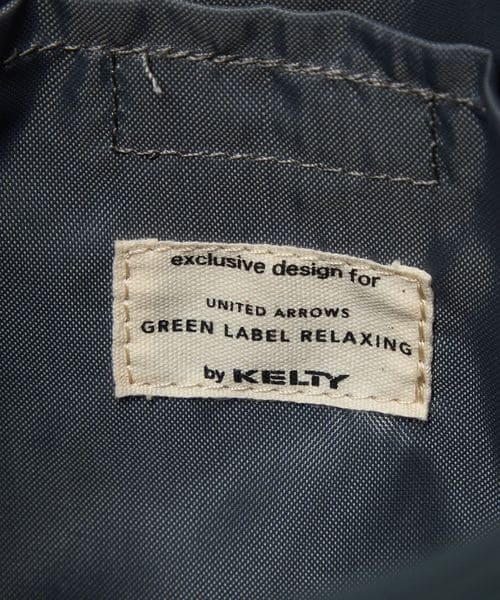 exclusive design for
UNITED ARROWS
GREEN LABEL RELAXING
by KELTY